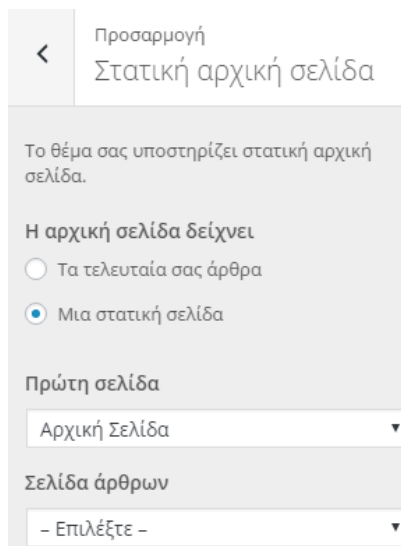 Προσαρμογή
Στατική αρχική σελίδα
Το θέμα σας υποστηρίζει στατική αρχική
σελίδα.
Η αρχική σελίδα δείχνει
Τα τελευταία σας άρθρα
Μια στατική σελίδα
Πρώτη σελίδα
Αρχική Σελίδα
Σελίδα άρθρων
– Επιλέξτε –